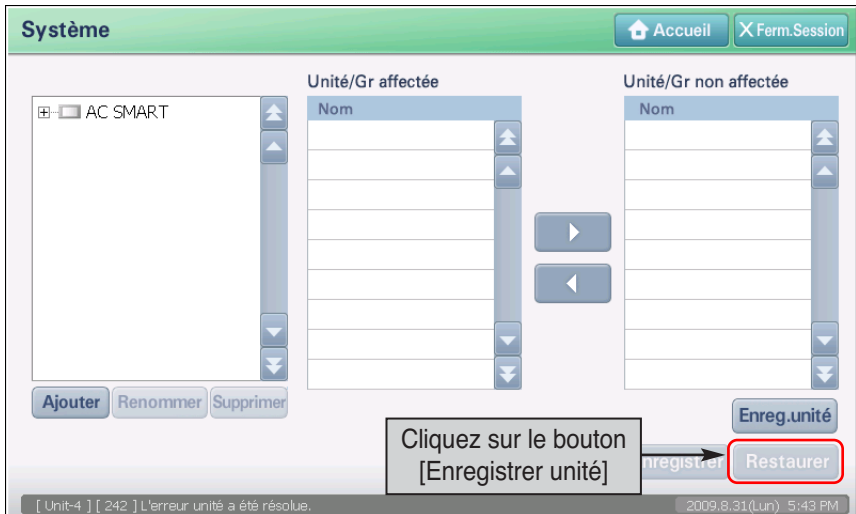 Système
Accueil
X Ferm.Session
Unité/Gr affectée
Unité/Gr non affectée
AC SMART
Nom
Nom
Ajouter
Renommer
Supprimer
Enreg.unité
Cliquez sur le bouton
[Enregistrer unité]
nregistrer
Restaurer
[ Unit-4 ] [ 242 ] L'erreur unité a été résolue.
2009.8.31(Lun) 5:43 PM